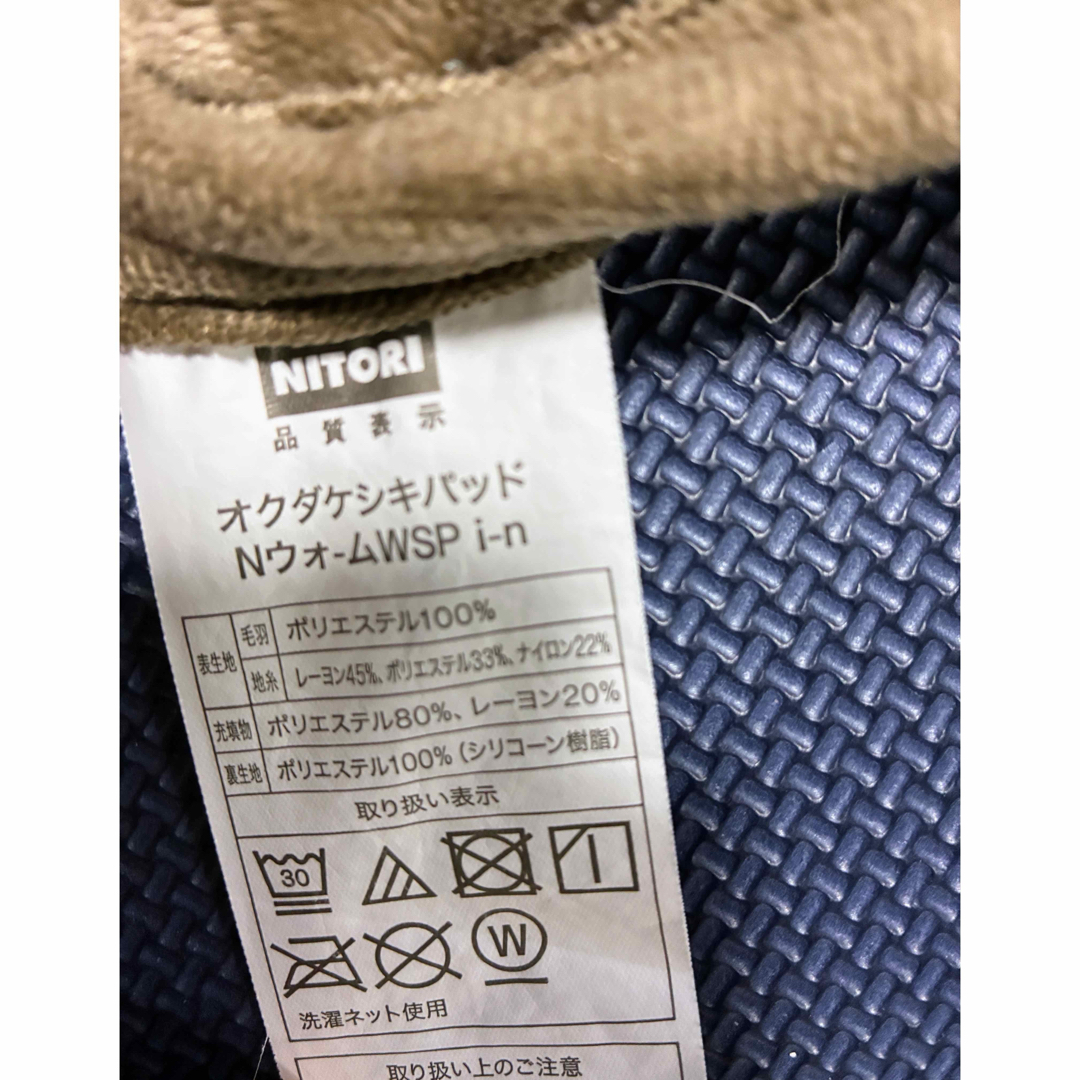 NITORI
品質表示
オクダケシキパッド
Nウォ-ムWSP i-n
表生地 毛羽 ポリエステル100%
地糸 レーヨン45%、ポリエステル33%、ナイロン22%
充填物 ポリエステル80%、レーヨン20%
裏生地 ポリエステル100%(シリコーン樹脂)
取り扱い表示
30
W
洗濯ネット使用
取り扱い上のご注意